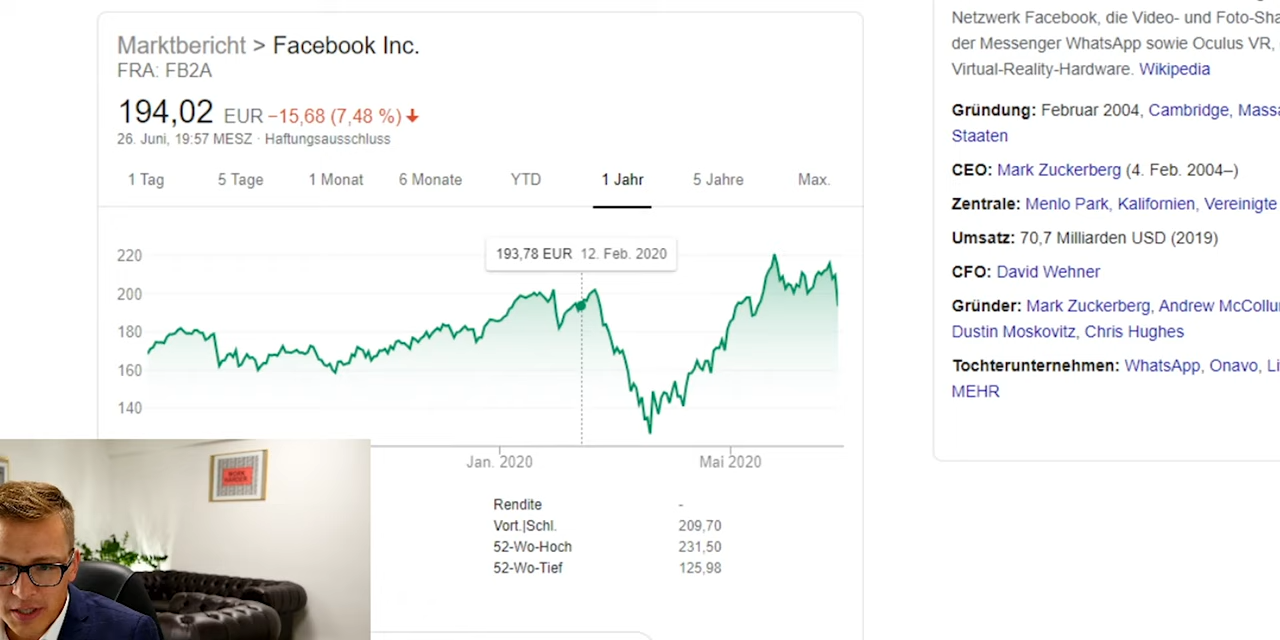 Marktbericht > Facebook Inc.
FRA: FB2A
194,02 EUR −15,68 (7,48 %)
26. Juni, 19:57 MESZ · Haftungsausschluss
1 Tag 5 Tage 1 Monat 6 Monate YTD 1 Jahr 5 Jahre Max.
193,78 EUR 12. Feb. 2020
220
200
180
160
140
Jan. 2020 Mai 2020
Rendite -
Vort.|Schl. 209,70
52-Wo-Hoch 231,50
52-Wo-Tief 125,98
WORK
HARDER
Netzwerk Facebook, die Video- und Foto-Sha
der Messenger WhatsApp sowie Oculus VR,
Virtual-Reality-Hardware. Wikipedia
Gründung: Februar 2004, Cambridge, Massa
Staaten
CEO: Mark Zuckerberg (4. Feb. 2004–)
Zentrale: Menlo Park, Kalifornien, Vereinigte
Umsatz: 70,7 Milliarden USD (2019)
CFO: David Wehner
Gründer: Mark Zuckerberg, Andrew McCollu
Dustin Moskovitz, Chris Hughes
Tochterunternehmen: WhatsApp, Onavo, Li
MEHR